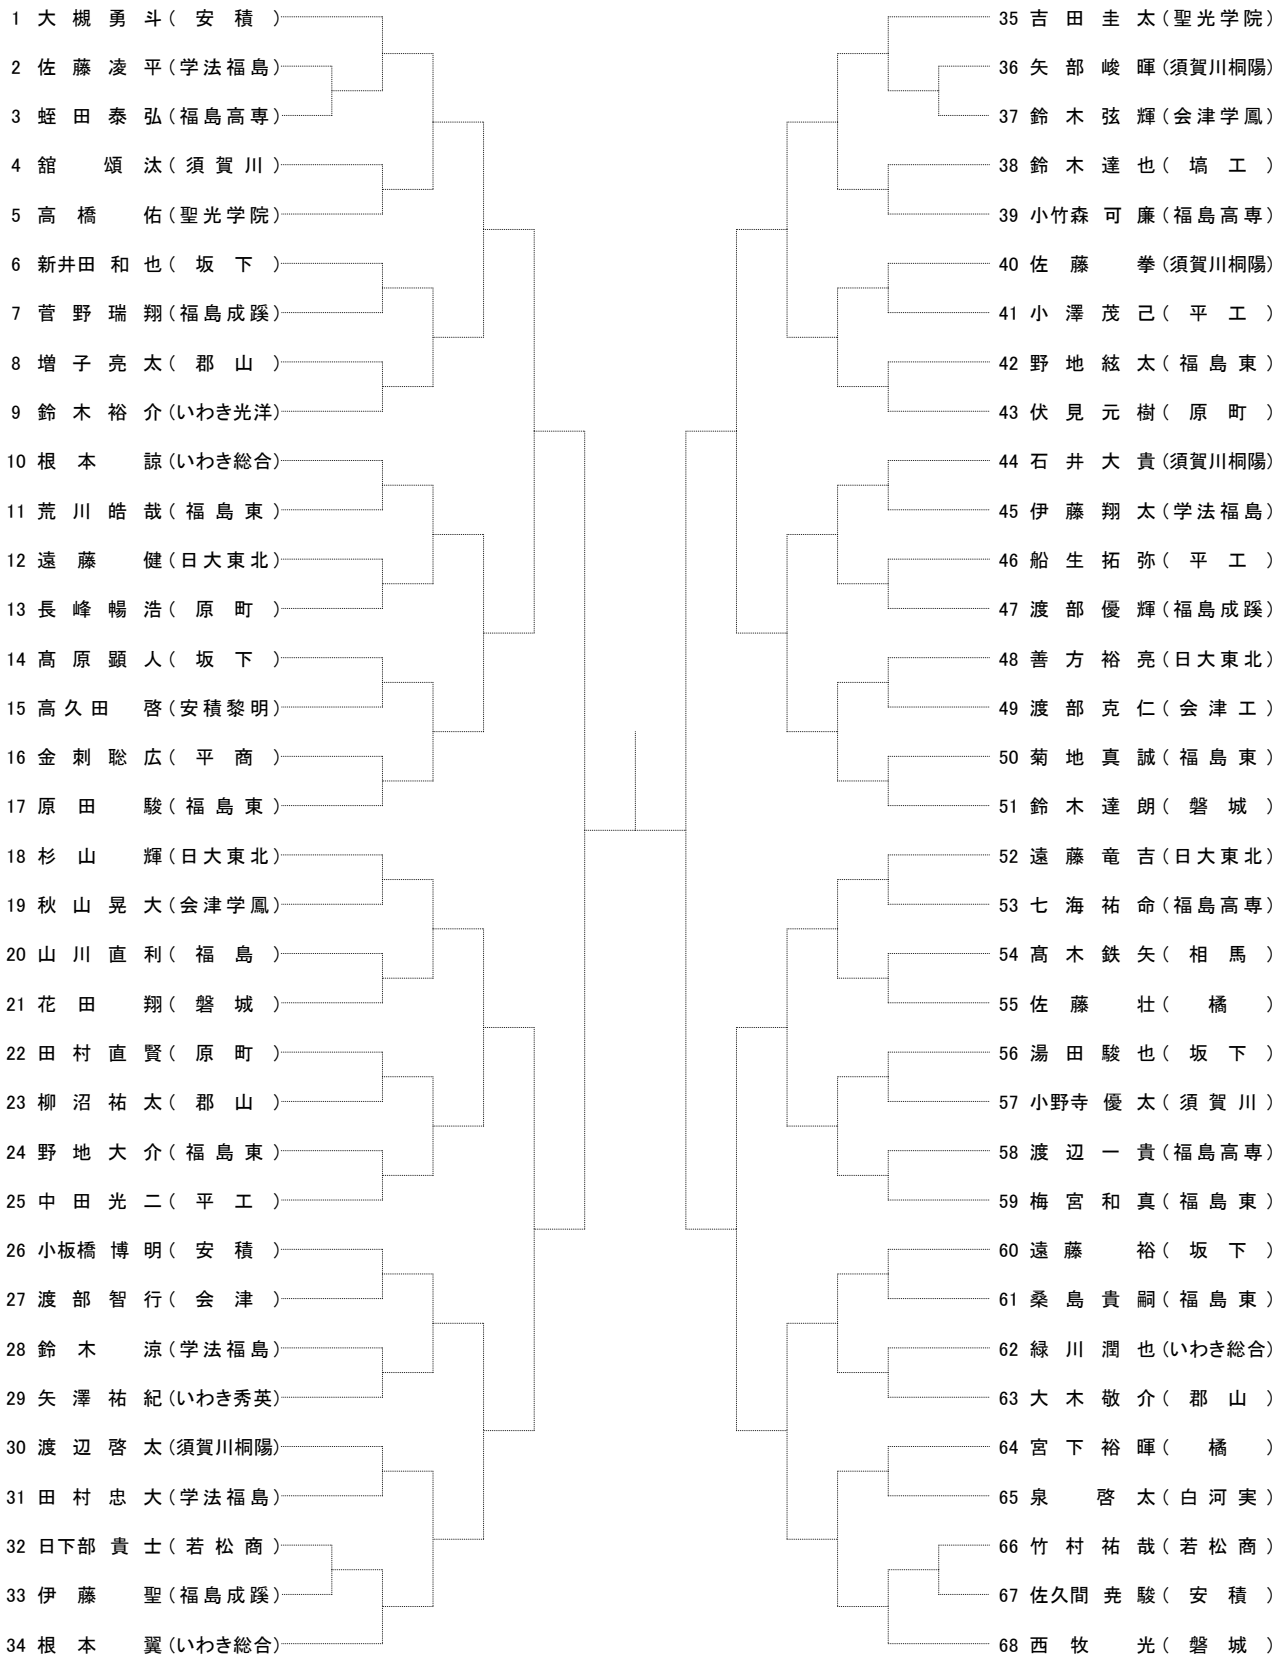 1 大槻勇斗(安積)
2 佐藤凌平(学法福島)
3 蛭田泰弘(福島高専)
4 舘頌汰(須賀川)
5 高橋佑(聖光学院)
6 新井田和也(坂下)
7 菅野瑞翔(福島成蹊)
8 増子亮太(郡山)
9 鈴木裕介(いわき光洋)
10 根本諒(いわき総合)
11 荒川皓哉(福島東)
12 遠藤健(日大東北)
13 長峰暢浩(原町)
14 髙原顕人(坂下)
15 高久田啓(安積黎明)
16 金刺聡広(平商)
17 原田駿(福島東)
18 杉山輝(日大東北)
19 秋山晃大(会津学鳳)
20 山川直利(福島)
21 花田翔(磐城)
22 田村直賢(原町)
23 柳沼祐太(郡山)
24 野地大介(福島東)
25 中田光二(平工)
26 小板橋博明(安積)
27 渡部智行(会津)
28 鈴木涼(学法福島)
29 矢澤祐紀(いわき秀英)
30 渡辺啓太(須賀川桐陽)
31 田村忠大(学法福島)
32 日下部貴士(若松商)
33 伊藤聖(福島成蹊)
34 根本翼(いわき総合)
35 吉田圭太(聖光学院)
36 矢部峻暉(須賀川桐陽)
37 鈴木弦輝(会津学鳳)
38 鈴木達也(塙工)
39 小竹森可廉(福島高専)
40 佐藤拳(須賀川桐陽)
41 小澤茂己(平工)
42 野地絃太(福島東)
43 伏見元樹(原町)
44 石井大貴(須賀川桐陽)
45 伊藤翔太(学法福島)
46 船生拓弥(平工)
47 渡部優輝(福島成蹊)
48 善方裕亮(日大東北)
49 渡部克仁(会津工)
50 菊地真誠(福島東)
51 鈴木達朗(磐城)
52 遠藤竜吉(日大東北)
53 七海祐命(福島高専)
54 髙木鉄矢(相馬)
55 佐藤壮(橘)
56 湯田駿也(坂下)
57 小野寺優太(須賀川)
58 渡辺一貴(福島高専)
59 梅宮和真(福島東)
60 遠藤裕(坂下)
61 桑島貴嗣(福島東)
62 緑川潤也(いわき総合)
63 大木敬介(郡山)
64 宮下裕暉(橘)
65 泉啓太(白河実)
66 竹村祐哉(若松商)
67 佐久間尭駿(安積)
68 西牧光(磐城)